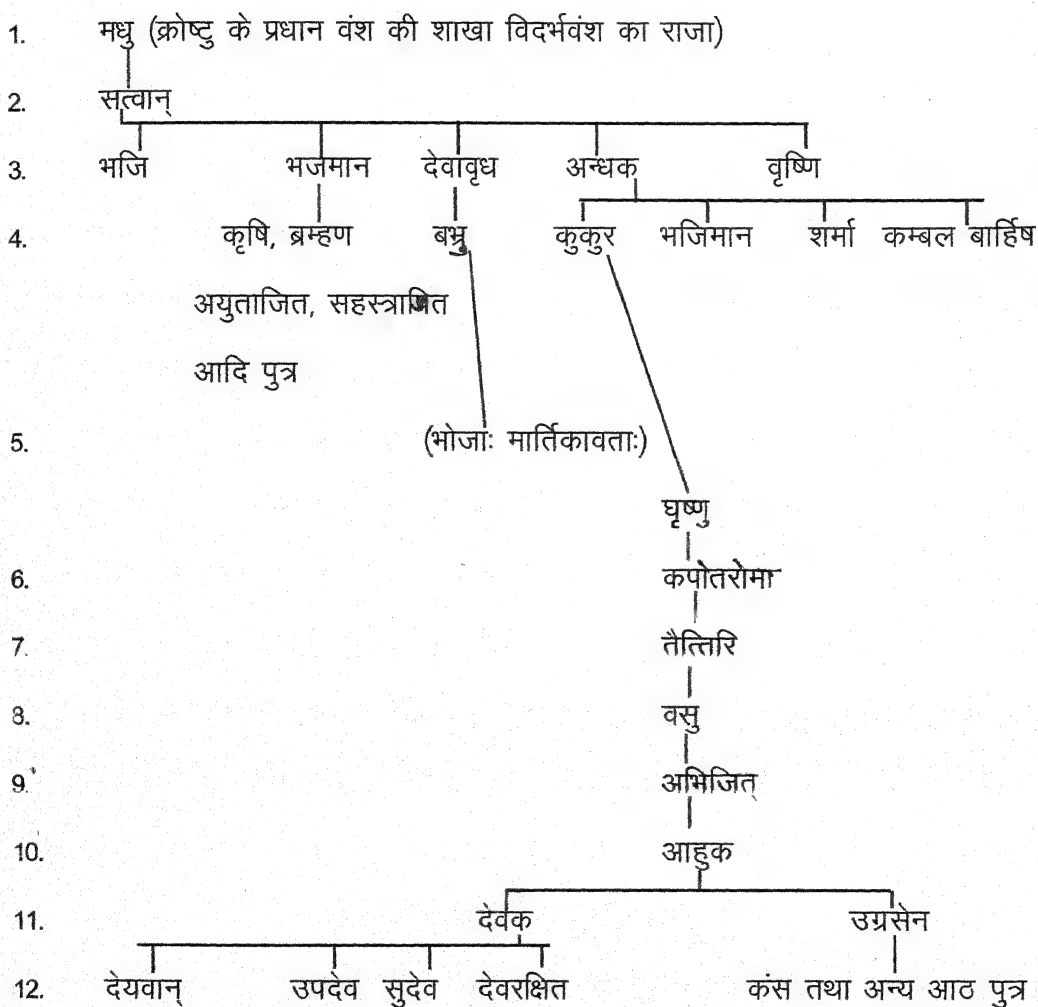 1. मधु (क्रोष्टु के प्रधान वंश की शाखा विदर्भवंश का राजा)
2. सत्वान्
3. भजि भजमान देवावृध अन्धक वृष्णि
4. कृषि, ब्रम्हण बभ्रु कुकुर भजिमान शर्मा कम्बल बार्हिष
अयुताजित, सहस्त्राजित
आदि पुत्र
5. (भोजाः मार्तिकावताः)
घृष्णु
6. कपोतरोमा
7. तैत्तिरि
8. वसु
9. अभिजित्
10. आहुक
11. देवक उग्रसेन
12. देयवान् उपदेव सुदेव देवरक्षित कंस तथा अन्य आठ पुत्र